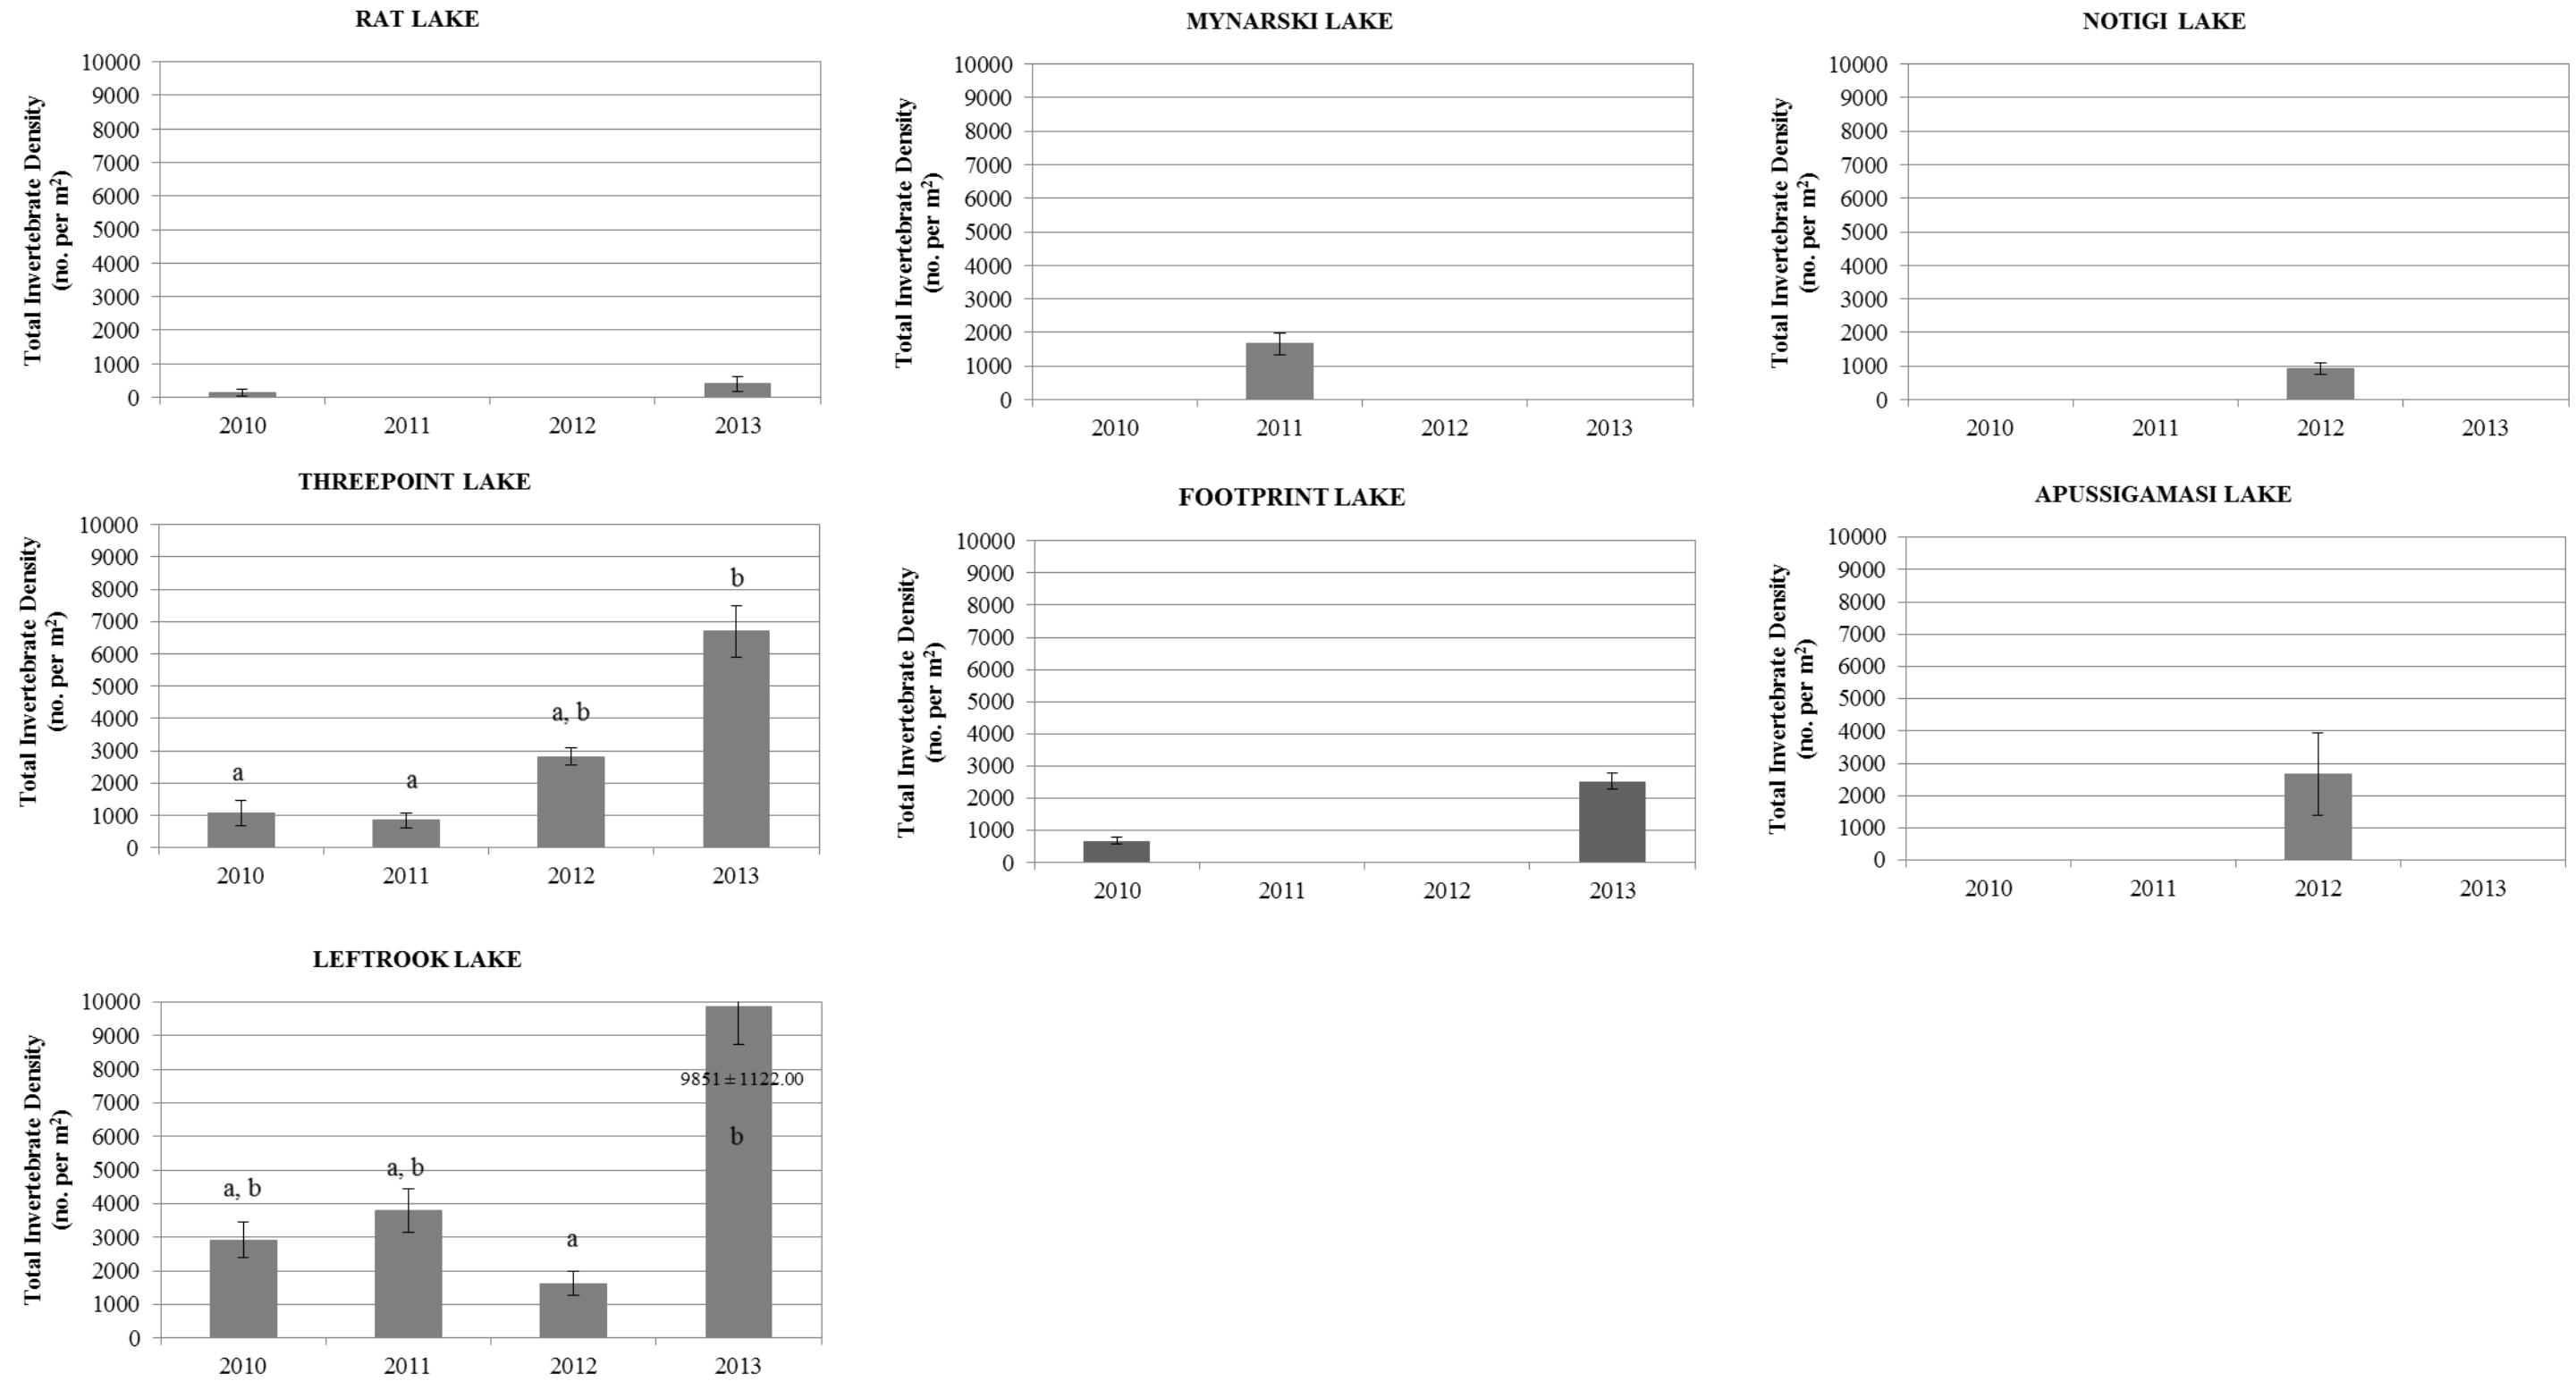 RAT LAKE
Total Invertebrate Density
(no. per m²)
10000
9000
8000
7000
6000
5000
4000
3000
2000
1000
0
2010 2011 2012 2013
MYNARSKI LAKE
Total Invertebrate Density
(no. per m²)
10000
9000
8000
7000
6000
5000
4000
3000
2000
1000
0
2010 2011 2012 2013
NOTIGI LAKE
Total Invertebrate Density
(no. per m²)
10000
9000
8000
7000
6000
5000
4000
3000
2000
1000
0
2010 2011 2012 2013
THREEPOINT LAKE
Total Invertebrate Density
(no. per m²)
10000
9000
8000
7000
6000
5000
4000
3000
2000
1000
0
a
a
a, b
b
2010 2011 2012 2013
FOOTPRINT LAKE
Total Invertebrate Density
(no. per m²)
10000
9000
8000
7000
6000
5000
4000
3000
2000
1000
0
2010 2011 2012 2013
APUSSIGAMASI LAKE
Total Invertebrate Density
(no. per m²)
10000
9000
8000
7000
6000
5000
4000
3000
2000
1000
0
2010 2011 2012 2013
LEFTROOK LAKE
Total Invertebrate Density
(no. per m²)
10000
9000
8000
7000
6000
5000
4000
3000
2000
1000
0
a, b
a, b
a
9851 ± 1122.00
b
2010 2011 2012 2013